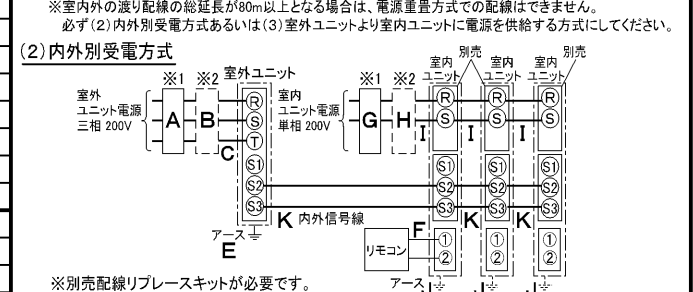 ※室内外の渡り配線の総延長が80m以上となる場合は、電源重畳方式での配線はできません。
必ず(2)内外別受電方式あるいは(3)室外ユニットより室内ユニットに電源を供給する方式にしてください。
(2)内外別受電方式
※1 ※2 室外ユニット
室外
ユニット電源
三相 200V
A B C
R
S
T
S1
S2
S3
アース
E
※1 ※2
室内
ユニット電源
単相 200V
G H
室内
ユニット
別売
室内
ユニット
室内
ユニット
別売
R R R
S S S
I I I
S1 S1 S1
S2 S2 S2
S3 S3 S3
K 内外信号線
K K
F
リモコン
① ① ①
② ② ②
アース
※別売配線リプレースキットが必要です。